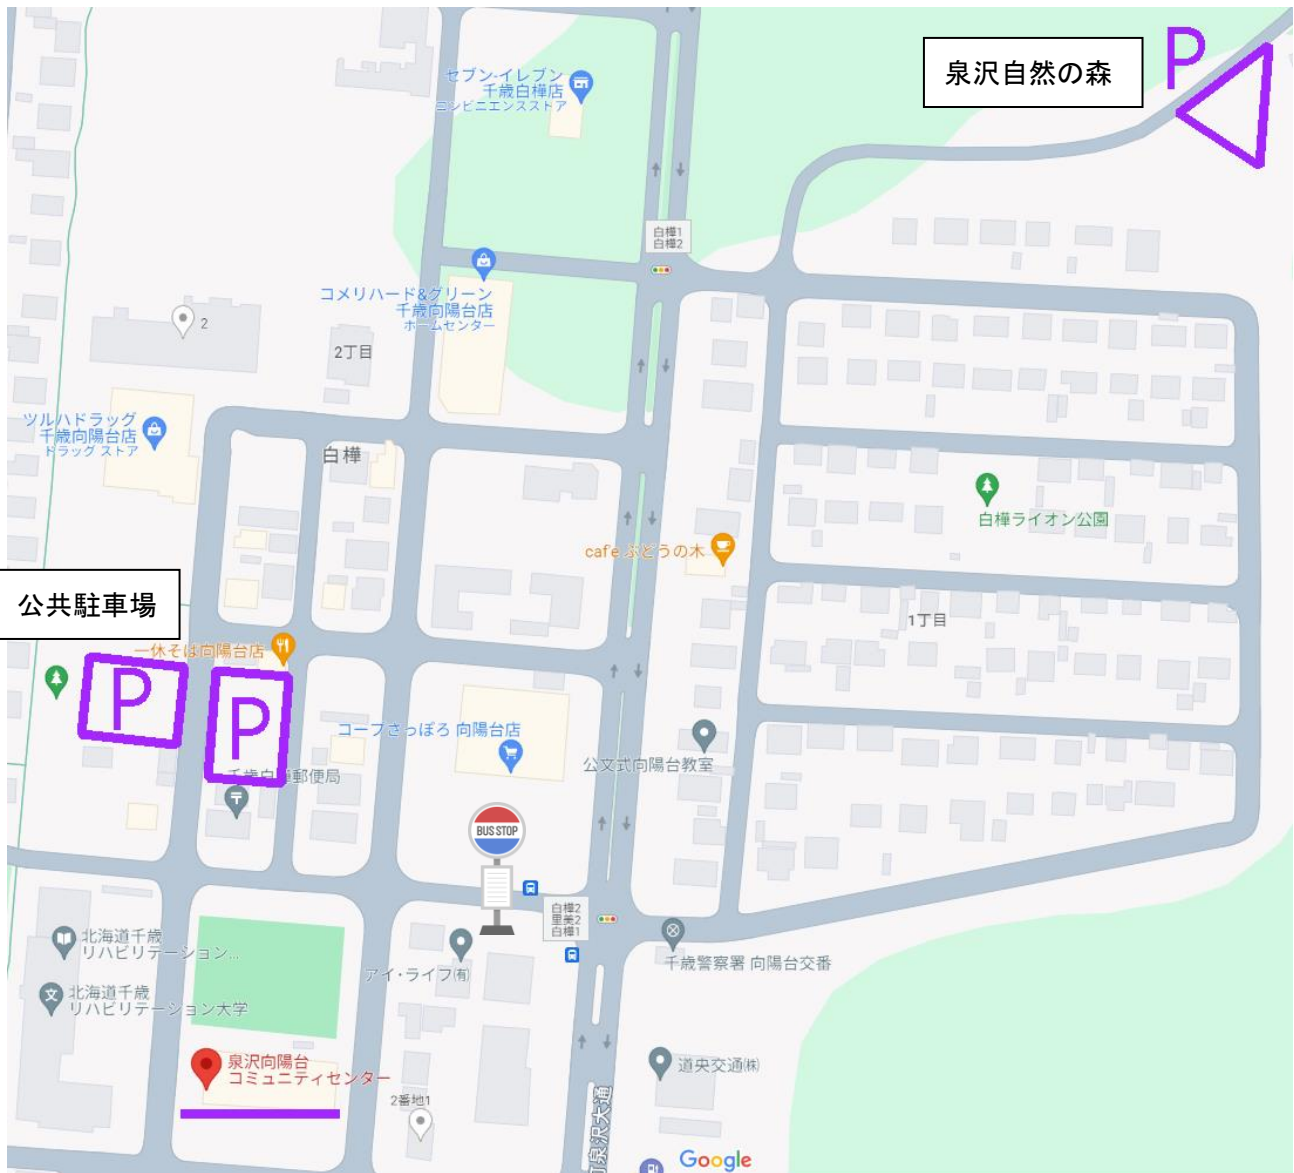 泉沢自然の森
P
セブン-イレブン
千歳白樺店
コンビニエンスストア
白樺1
白樺2
コメリハード&グリーン
千歳向陽台店
ホームセンター
2
2丁目
ツルハドラッグ
千歳向陽台店
ドラッグ ストア
白樺
白樺ライオン公園
cafe ぶどうの木
公共駐車場
1丁目
一休そば向陽台店
P
P
コープさっぽろ 向陽台店
公文式向陽台教室
千歳白樺郵便局
BUS STOP
白樺2
里美2
白樺1
北海道千歳
リハビリテーション...
アイ・ライフ㈲
千歳警察署 向陽台交番
北海道千歳
リハビリテーション大学
泉沢向陽台
コミュニティセンター
道央交通㈱
2番地1
泉沢大通
Google